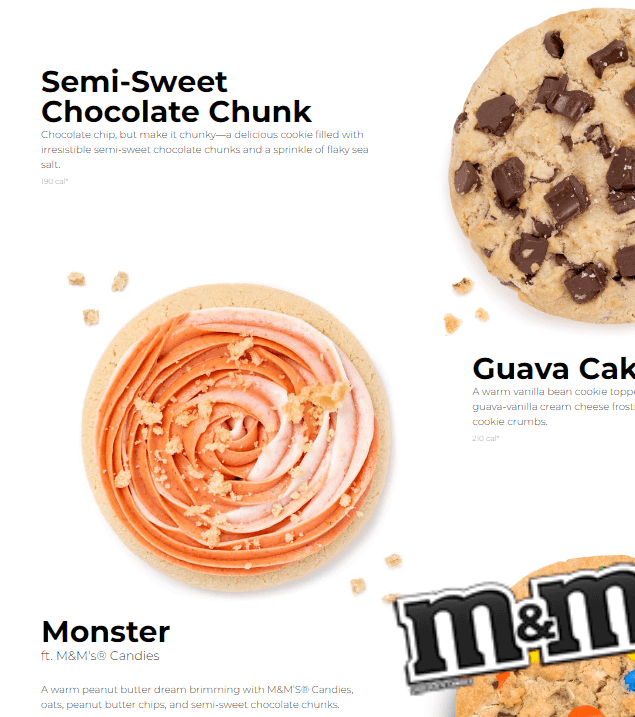 Semi-Sweet
Chocolate Chunk
Chocolate chip, but make it chunky—a delicious cookie filled with
irresistible semi-sweet chocolate chunks and a sprinkle of flaky sea
salt.
190 cal*
Guava Cak
A warm vanilla bean cookie toppe
guava-vanilla cream cheese frosti
cookie crumbs.
210 cal*
m&m
Monster
ft. M&M's® Candies
A warm peanut butter dream brimming with M&M'S® Candies,
oats, peanut butter chips, and semi-sweet chocolate chunks.